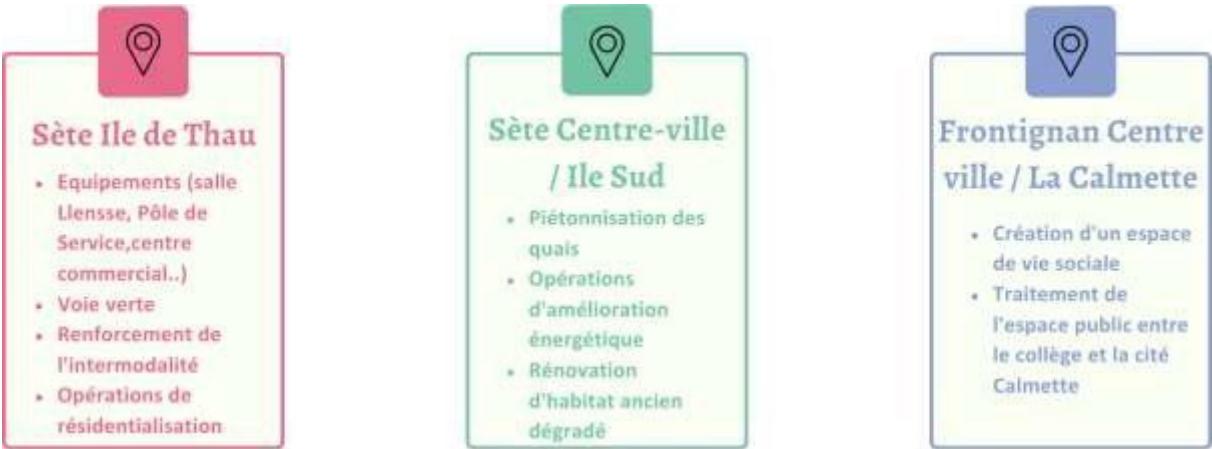 Sète Ile de Thau
• Equipements (salle
Llensse, Pôle de
Service,centre
commercial..)
• Voie verte
• Renforcement de
l'intermodalité
• Opérations de
résidentialisation
Sète Centre-ville
/ Ile Sud
• Piétonnisation des
quais
• Opérations
d'amélioration
énergétique
• Rénovation
d'habitat ancien
dégradé
Frontignan Centre
ville / La Calmette
• Création d'un espace
de vie sociale
• Traitement de
l'espace public entre
le collège et la cité
Calmette